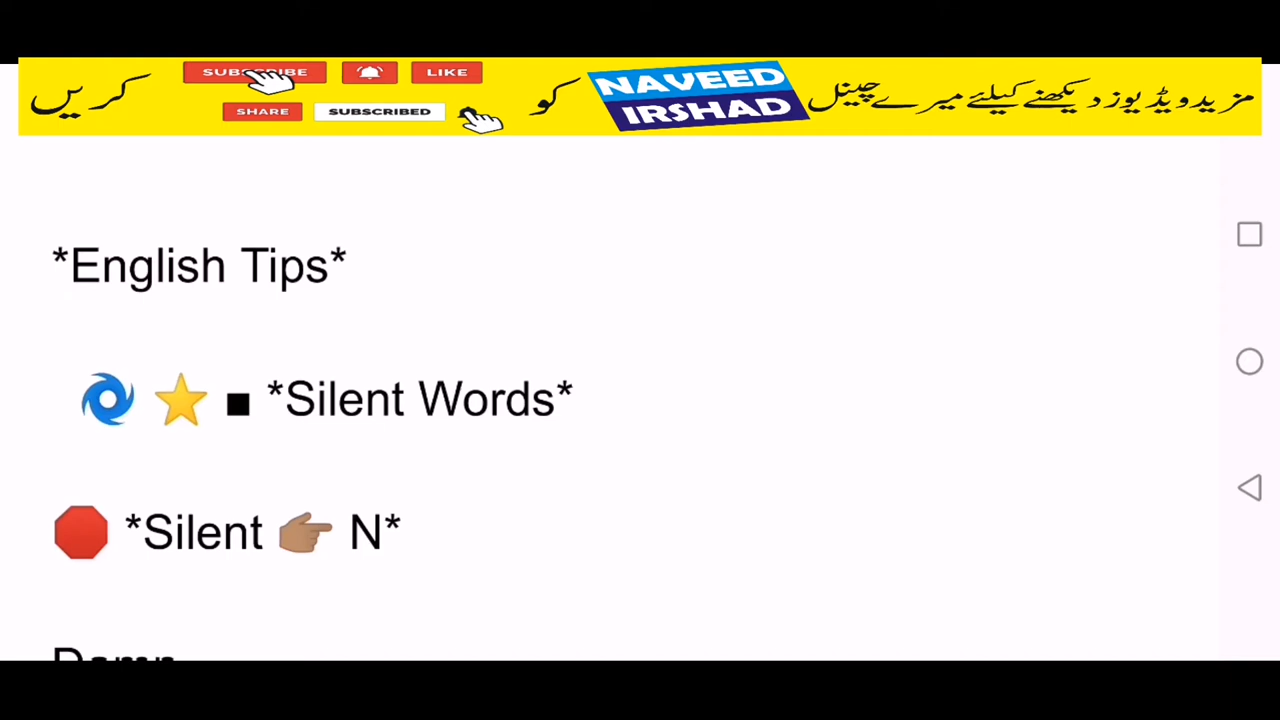 مزید ویڈیوز دیکھنے کیلئے میرے چینل NAVEED IRSHAD کو SUBSCRIBE LIKE SHARE SUBSCRIBED کریں
*English Tips*
*Silent Words*
*Silent N*
Damn